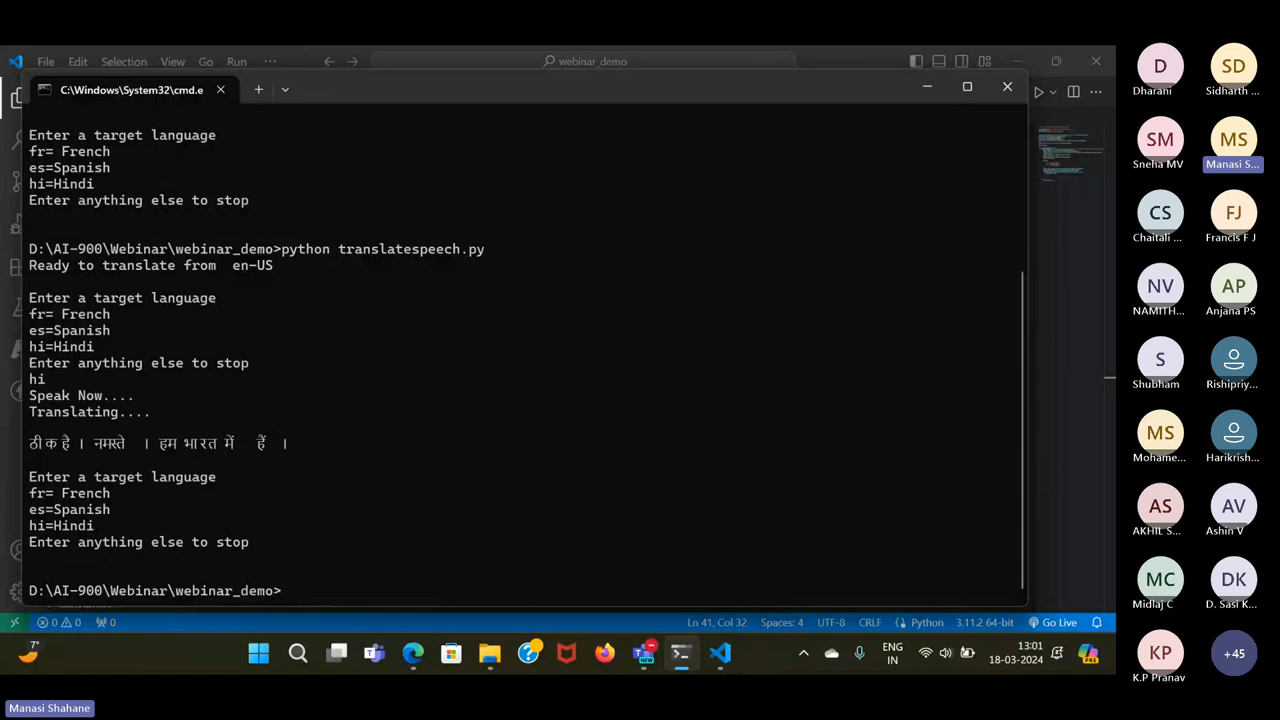 File Edit Selection View Go Run ... webinar_demo
C:\Windows\System32\cmd.e
Enter a target language
fr= French
es=Spanish
hi=Hindi
Enter anything else to stop
D:\AI-900\Webinar\webinar_demo>python translatespeech.py
Ready to translate from en-US
Enter a target language
fr= French
es=Spanish
hi=Hindi
Enter anything else to stop
hi
Speak Now....
Translating....
ठीक है । नमस्ते । हम भारत में हैं ।
Enter a target language
fr= French
es=Spanish
hi=Hindi
Enter anything else to stop
D:\AI-900\Webinar\webinar_demo>
0 0 0 Ln 41, Col 32 Spaces: 4 UTF-8 CRLF Python 3.11.2 64-bit Go Live
7° NEW ENG 13:01
IN 18-03-2024 PRE
D SD
Dharani Sidharth ...
SM MS
Sneha MV Manasi S...
CS FJ
Chaitali ... Francis F J
NV AP
NAMITH... Anjana PS
S
Shubham Rishipriy...
MS
Mohame... Harikrish...
AS AV
AKHIL S... Ashin V
MC DK
Midlaj C D. Sasi K...
KP +45
K.P Pranav
Manasi Shahane